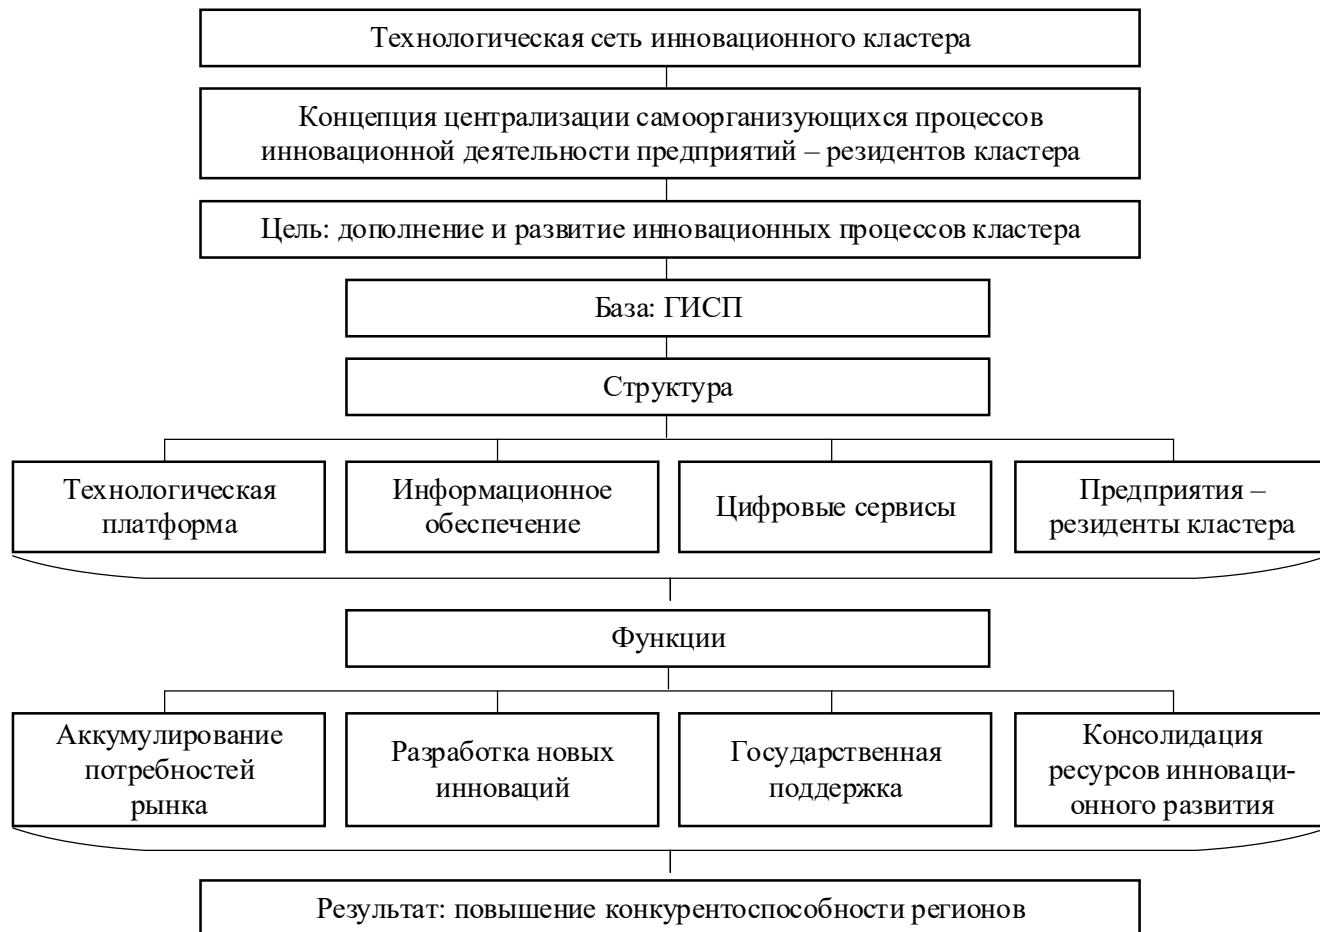 Технологическая сеть инновационного кластера
Концепция централизации самоорганизующихся процессов
инновационной деятельности предприятий – резидентов кластера
Цель: дополнение и развитие инновационных процессов кластера
База: ГИСП
Структура
Технологическая
платформа
Информационное
обеспечение
Цифровые сервисы
Предприятия –
резиденты кластера
Функции
Аккумулирование
потребностей
рынка
Разработка новых
инноваций
Государственная
поддержка
Консолидация
ресурсов инноваци-
онного развития
Результат: повышение конкурентоспособности регионов